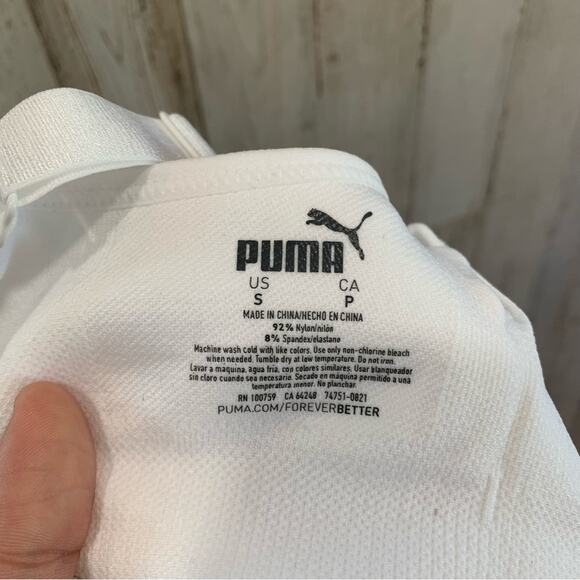 PUMA
US CA
S P
MADE IN CHINA/HECHO EN CHINA
92% Nylon/nilón
8% Spandex/elastano
Machine wash cold with like colors. Use only non-chlorine bleach
when needed. Tumble dry at low temperature. Do not iron.
Lavar a maquina, agua fria, con colores similares. Usar blanqueador
sin cloro cuando sea necesario. Secado en máquina permitido a una
temperatura menor. No planchar.
RN 100759 CA 64248 74751-0821
PUMA.COM/FOREVERBETTER